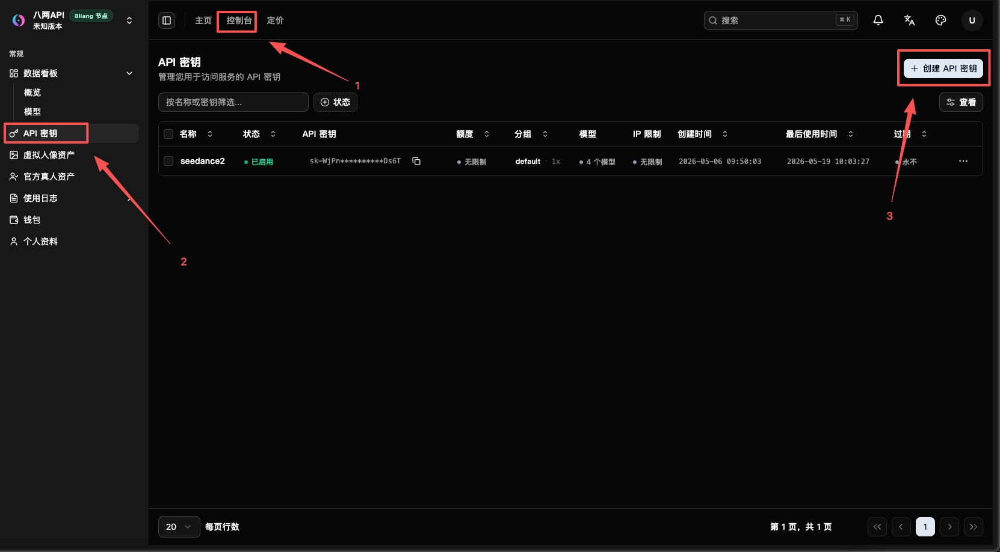 八两API 8liang 节点
未知版本
主页 控制台 定价
搜索 ⌘ K
U
常规
数据看板
概览
模型
API 密钥
虚拟人像资产
官方真人资产
使用日志
钱包
个人资料
API 密钥
管理您用于访问服务的 API 密钥
+ 创建 API 密钥
按名称或密钥筛选...
状态
查看
名称 状态 API 密钥 额度 分组 模型 IP 限制 创建时间 最后使用时间 过期
seedance2 已启用 sk-WjPn**********Ds6T 无限制 default · 1x 4 个模型 无限制 2026-05-06 09:50:03 2026-05-19 10:03:27 永不 ···
1
2
3
20 每页行数
第 1 页，共 1 页
1